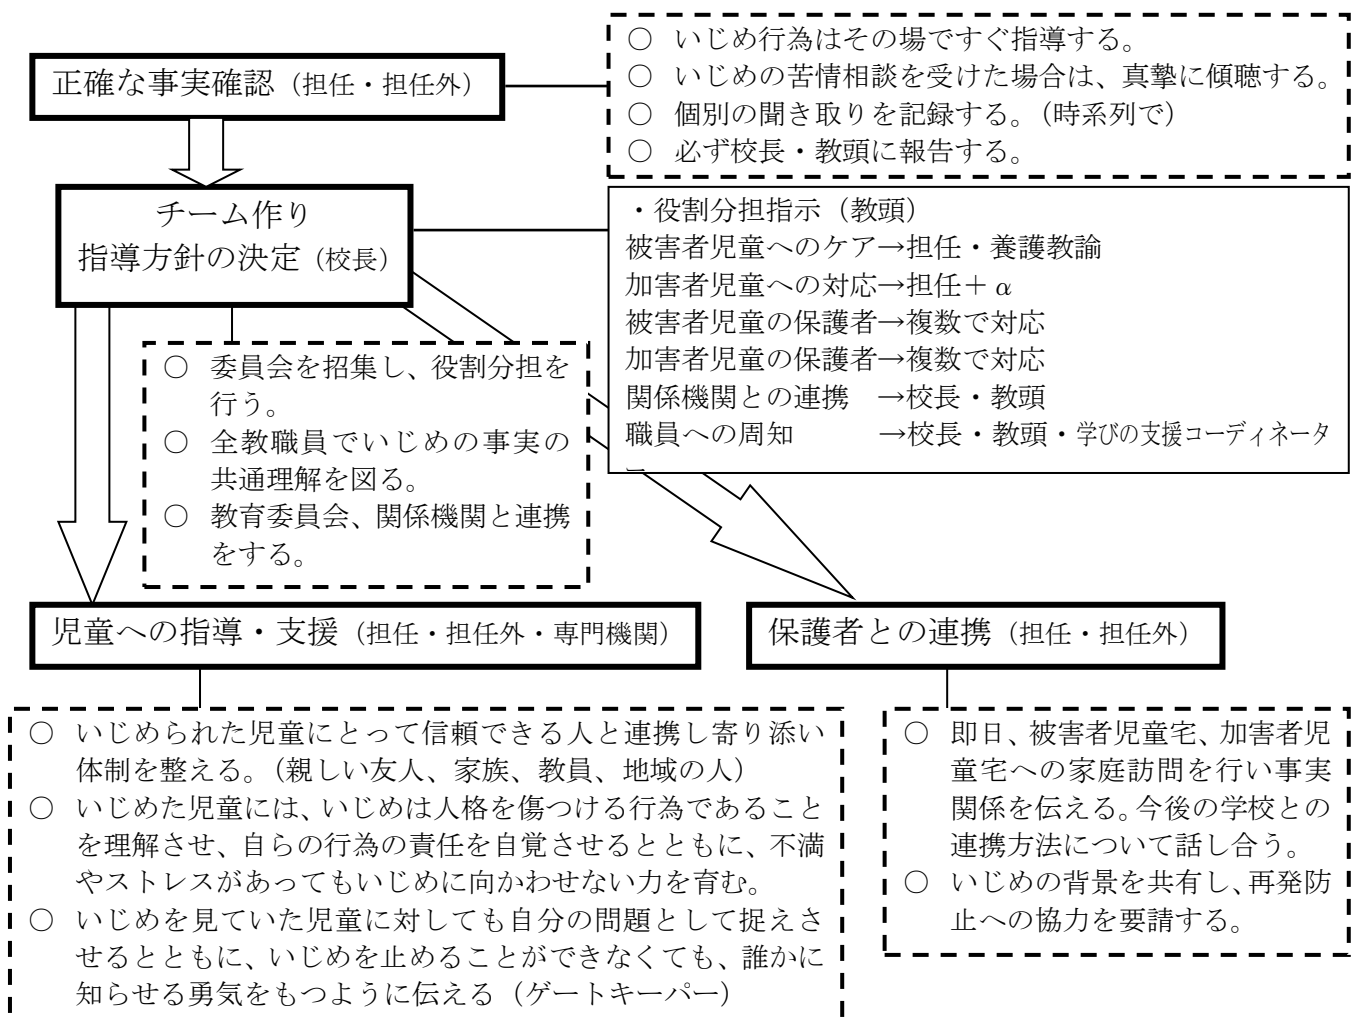 正確な事実確認（担任・担任外）
○　いじめ行為はその場ですぐ指導する。
○　いじめの苦情相談を受けた場合は、真摯に傾聴する。
○　個別の聞き取りを記録する。（時系列で）
○　必ず校長・教頭に報告する。
チーム作り
指導方針の決定（校長）
・役割分担指示（教頭）
被害者児童へのケア→担任・養護教諭
加害者児童への対応→担任＋α
被害者児童の保護者→複数で対応
加害者児童の保護者→複数で対応
関係機関との連携　→校長・教頭
職員への周知　　　→校長・教頭・学びの支援コーディネータ
ー
○　委員会を招集し、役割分担を
行う。
○　全教職員でいじめの事実の
共通理解を図る。
○　教育委員会、関係機関と連携
をする。
児童への指導・支援（担任・担任外・専門機関）
保護者との連携（担任・担任外）
○　いじめられた児童にとって信頼できる人と連携し寄り添い
体制を整える。（親しい友人、家族、教員、地域の人）
○　いじめた児童には、いじめは人格を傷つける行為であること
を理解させ、自らの行為の責任を自覚させるとともに、不満
やストレスがあってもいじめに向かわせない力を育む。
○　いじめを見ていた児童に対しても自分の問題として捉えさ
せるとともに、いじめを止めることができなくても、誰かに
知らせる勇気をもつように伝える（ゲートキーパー）
○　即日、被害者児童宅、加害者児
童宅への家庭訪問を行い事実
関係を伝える。今後の学校との
連携方法について話し合う。
○　いじめの背景を共有し、再発防
止への協力を要請する。